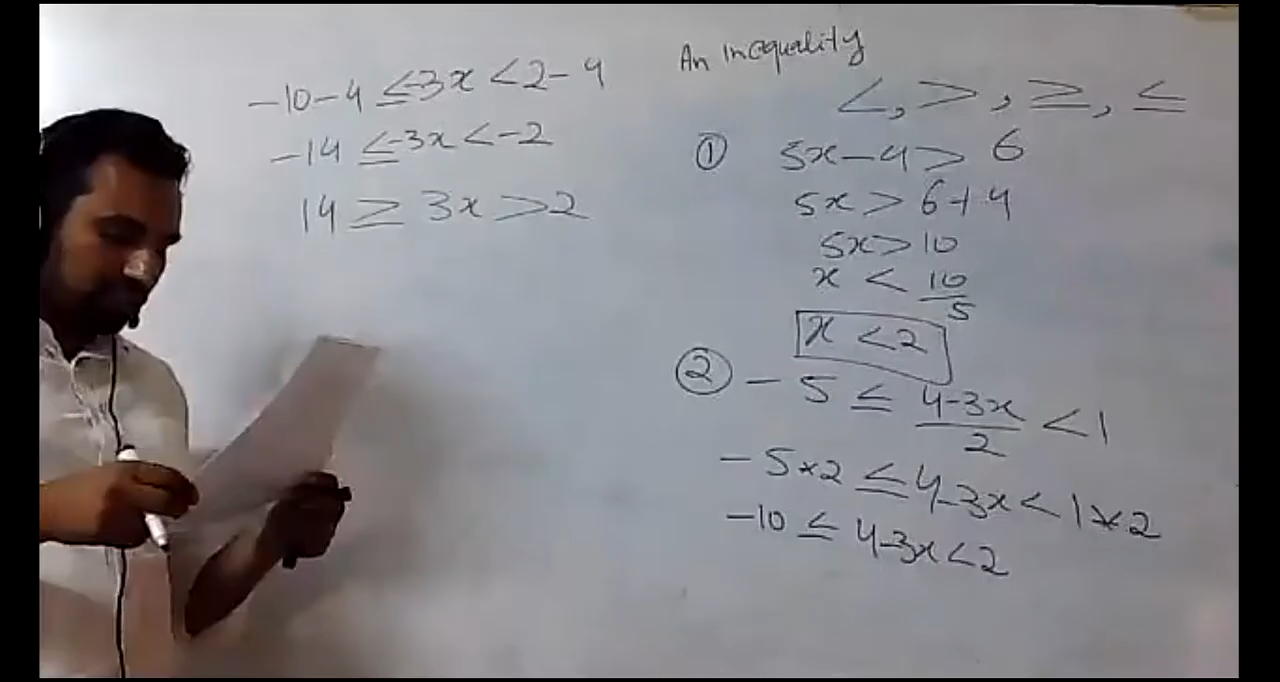 An Inequality
<, >, ≥, ≤
① 5x-4 > 6
5x > 6+4
5x > 10
x < 10/5
x < 2
② -5 ≤ (4-3x)/2 < 1
-5*2 ≤ 4-3x < 1*2
-10 ≤ 4-3x < 2
-10-4 ≤ -3x < 2-4
-14 ≤ -3x < -2
14 ≥ 3x > 2